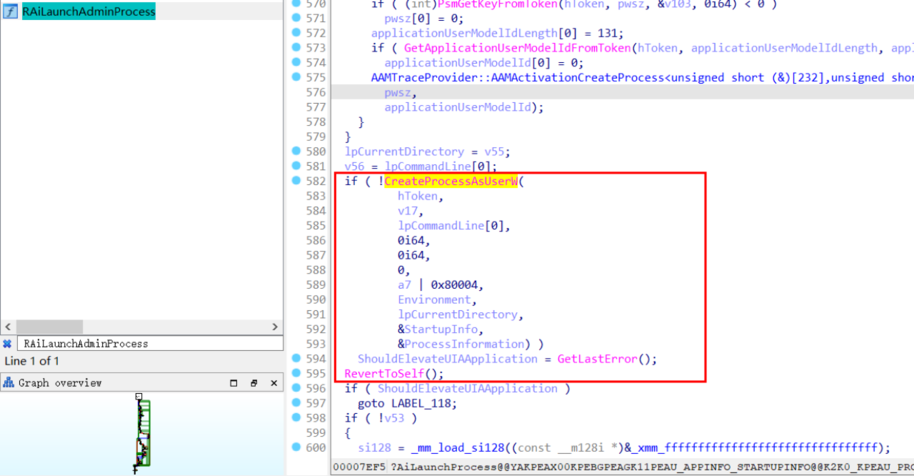 RAiLaunchAdminProcess
RAiLaunchAdminProcess
Line 1 of 1
Graph overview
570 if ( (int)PsmGetKeyFromToken(hToken, pwsz, &v103, 0i64) < 0 )
571 pwsz[0] = 0;
572 applicationUserModelIdLength[0] = 131;
573 if ( GetApplicationUserModelIdFromToken(hToken, applicationUserModelIdLength, appl
574 applicationUserModelId[0] = 0;
575 AAMTraceProvider::AAMActivationCreateProcess<unsigned short (&)[232],unsigned shor
576 pwsz,
577 applicationUserModelId);
578 }
579 }
580 lpCurrentDirectory = v55;
581 v56 = lpCommandLine[0];
582 if ( !CreateProcessAsUserW(
583 hToken,
584 v17,
585 lpCommandLine[0],
586 0i64,
587 0i64,
588 0,
589 a7 | 0x80004,
590 Environment,
591 lpCurrentDirectory,
592 &StartupInfo,
593 &ProcessInformation) )
594 ShouldElevateUIAApplication = GetLastError();
595 RevertToSelf();
596 if ( ShouldElevateUIAApplication )
597 goto LABEL_118;
598 if ( !v53 )
599 {
600 si128 = _mm_load_si128((const __m128i *)&_xmm_ffffffffffffffffffffffffffffffff);
00007EF5 ?AiLaunchProcess@@YAKPEAX00KPEBGPEAGK11PEAU_APPINFO_STARTUPINFO@@K2K0_KPEAU_PRO